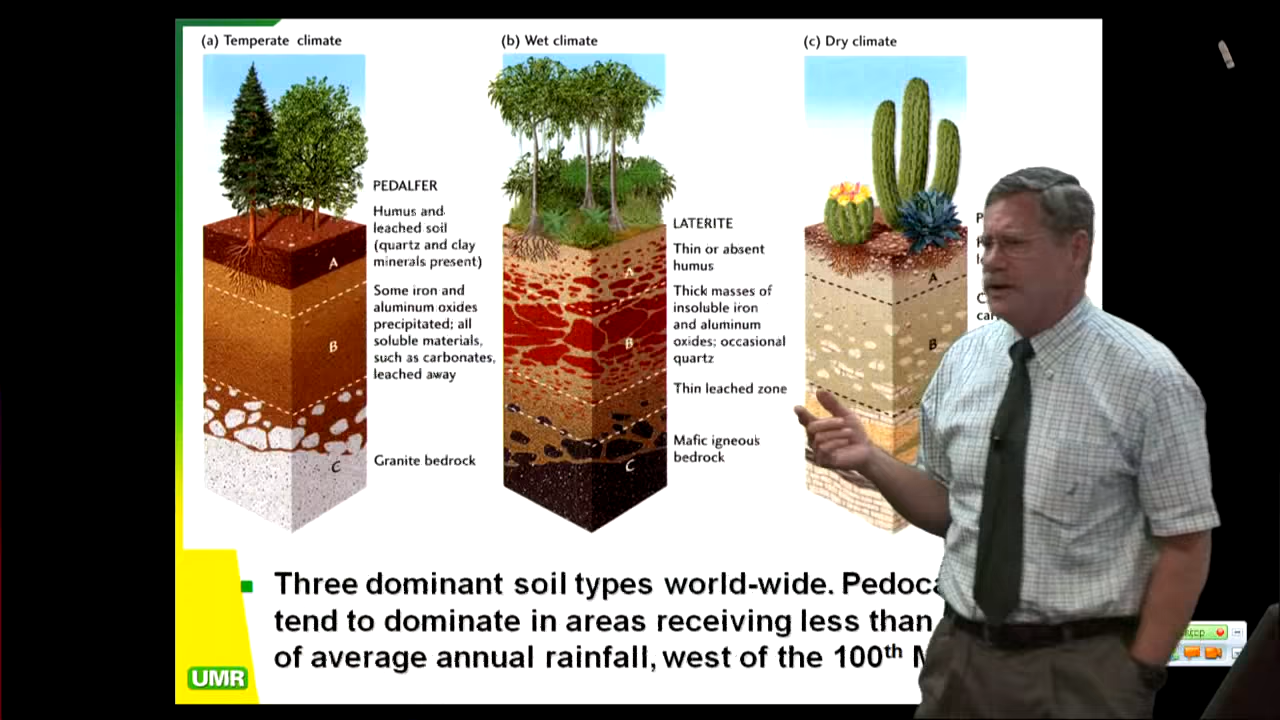 (a) Temperate climate
(b) Wet climate
(c) Dry climate
PEDALFER
Humus and
leached soil
(quartz and clay
minerals present)
Some iron and
aluminum oxides
precipitated; all
soluble materials,
such as carbonates,
leached away
Granite bedrock
A
B
C
LATERITE
Thin or absent
humus
Thick masses of
insoluble iron
and aluminum
oxides; occasional
quartz
Thin leached zone
Mafic igneous
bedrock
A
B
C
A
B
Three dominant soil types world-wide.
tend to dominate in areas receiving less than
of average annual rainfall, west of the 100th
UMR